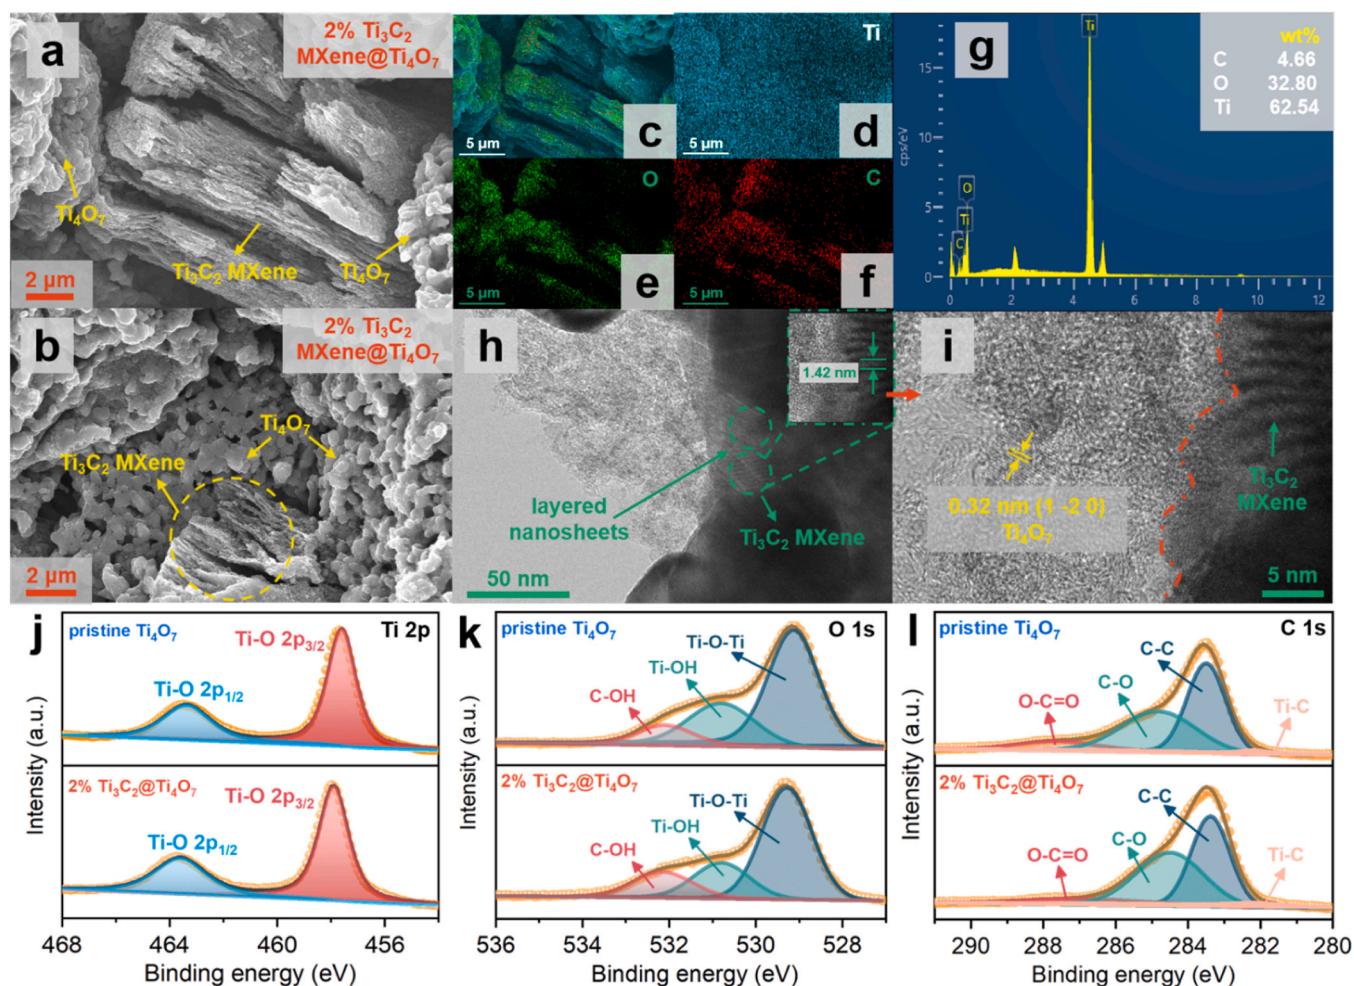 a
2% Ti₃C₂
MXene@Ti₄O₇
Ti₄O₇
Ti₃C₂ MXene
Ti₄O₇
2 µm
b
2% Ti₃C₂
MXene@Ti₄O₇
Ti₄O₇
Ti₃C₂ MXene
2 µm
c
5 µm
Ti
d
5 µm
O
e
5 µm
C
f
5 µm
g
wt%
C 4.66
O 32.80
Ti 62.54
cps/eV
15
10
5
0
Ti
O
Ti
C
0 2 4 6 8 10 12
h
1.42 nm
layered
nanosheets
Ti₃C₂ MXene
50 nm
i
0.32 nm (1 -2 0)
Ti₄O₇
Ti₃C₂
MXene
5 nm
j
pristine Ti₄O₇
Ti 2p
Ti-O 2p₃/₂
Ti-O 2p₁/₂
2% Ti₃C₂@Ti₄O₇
Ti-O 2p₃/₂
Ti-O 2p₁/₂
Intensity (a.u.)
468 464 460 456
Binding energy (eV)
k
pristine Ti₄O₇
O 1s
Ti-O-Ti
Ti-OH
C-OH
2% Ti₃C₂@Ti₄O₇
Ti-O-Ti
Ti-OH
C-OH
Intensity (a.u.)
536 534 532 530 528
Binding energy (eV)
l
pristine Ti₄O₇
C 1s
C-C
C-O
O-C=O
Ti-C
2% Ti₃C₂@Ti₄O₇
C-C
C-O
O-C=O
Ti-C
Intensity (a.u.)
290 288 286 284 282 280
Binding energy (eV)